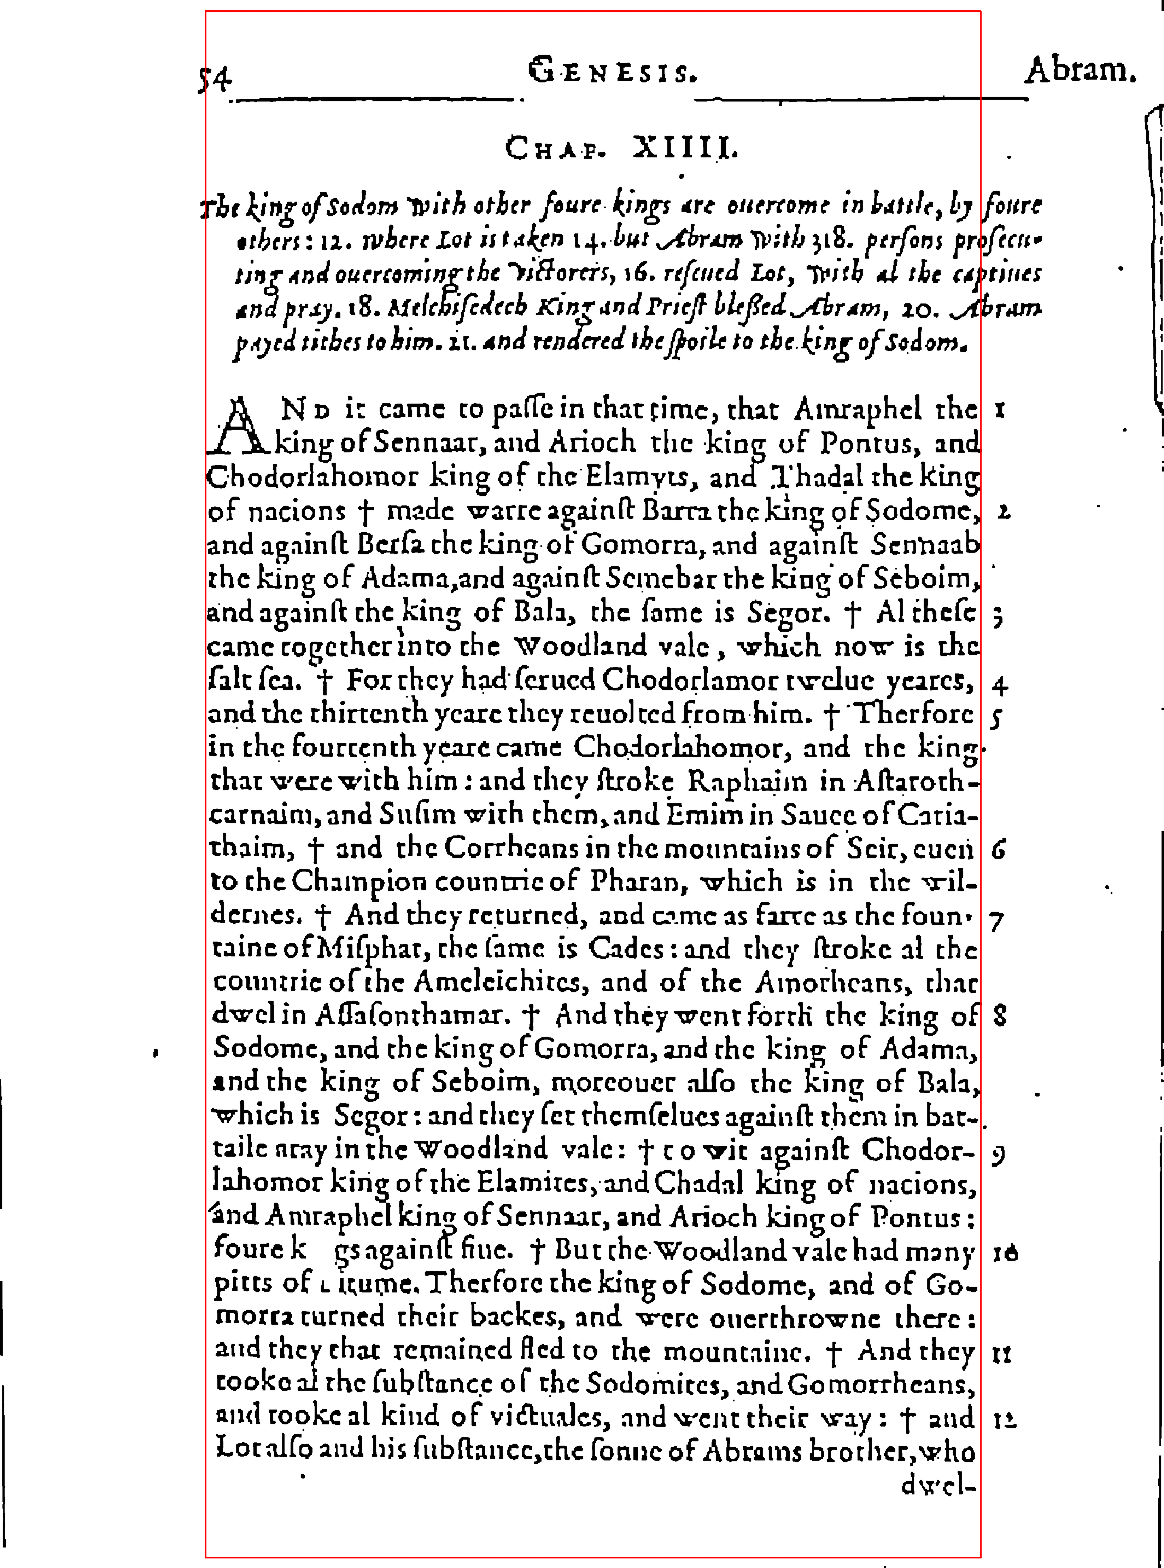 54 GENESIS. Abram.
CHAP. XIIII.
The king of Sodom with other foure kings are ouercome in battle, by foure
others: 12. where Lot is taken 14. but Abram with 318. persons prosecu-
ting and ouercoming the victorers, 16. rescued Lot, with al the captiues
and pray. 18. Melchisedech King and Priest blessed Abram, 20. Abram
payed tithes to him. 21. and rendered the spoile to the king of Sodom.
AND it came to paſſe in that time, that Amraphel the 1
king of Sennaar, and Arioch the king of Pontus, and
Chodorlahomor king of the Elamyts, and Thadal the king
of nacions † made warre againſt Barra the king of Sodome, 2
and againſt Berſa the king of Gomorra, and againſt Sennaab
the king of Adama, and againſt Semebar the king of Seboim,
and againſt the king of Bala, the ſame is Segor. † Al theſe 3
came together into the Woodland vale, which now is the
ſalt ſea. † For they had ſerued Chodorlamor twelue yeares, 4
and the thirtenth yeare they reuolted from him. † Therfore 5
in the fourtenth yeare came Chodorlahomor, and the king
that were with him: and they ſtroke Raphaim in Aſtaroth-
carnaim, and Suſim with them, and Emim in Sauee of Caria-
thaim, † and the Corrheans in the mountains of Seir, euen 6
to the Champion countrie of Pharan, which is in the wil-
dernes. † And they returned, and came as farre as the foun- 7
taine of Miſphat, the ſame is Cades: and they ſtroke al the
countrie of the Ameleichites, and of the Amorheans, that
dwel in Aſſaſonthamar. † And they went forth the king of 8
Sodome, and the king of Gomorra, and the king of Adama,
and the king of Seboim, moreouer alſo the king of Bala,
which is Segor: and they ſet themſelues againſt them in bat-
taile aray in the Woodland vale: † to wit againſt Chodor- 9
lahomor king of the Elamites, and Chadal king of nacions,
and Amraphel king of Sennaar, and Arioch king of Pontus:
foure k gs againſt fiue. † But the Woodland vale had many 10
pitts of itume. Therfore the king of Sodome, and of Go-
morra turned their backes, and were ouerthrowne there:
and they that remained fled to the mountaine. † And they 11
tooke al the ſubſtance of the Sodomites, and Gomorrheans,
and tooke al kind of victuales, and went their way: † and 12
Lot alſo and his ſubſtance, the ſonne of Abrams brother, who
dwel-